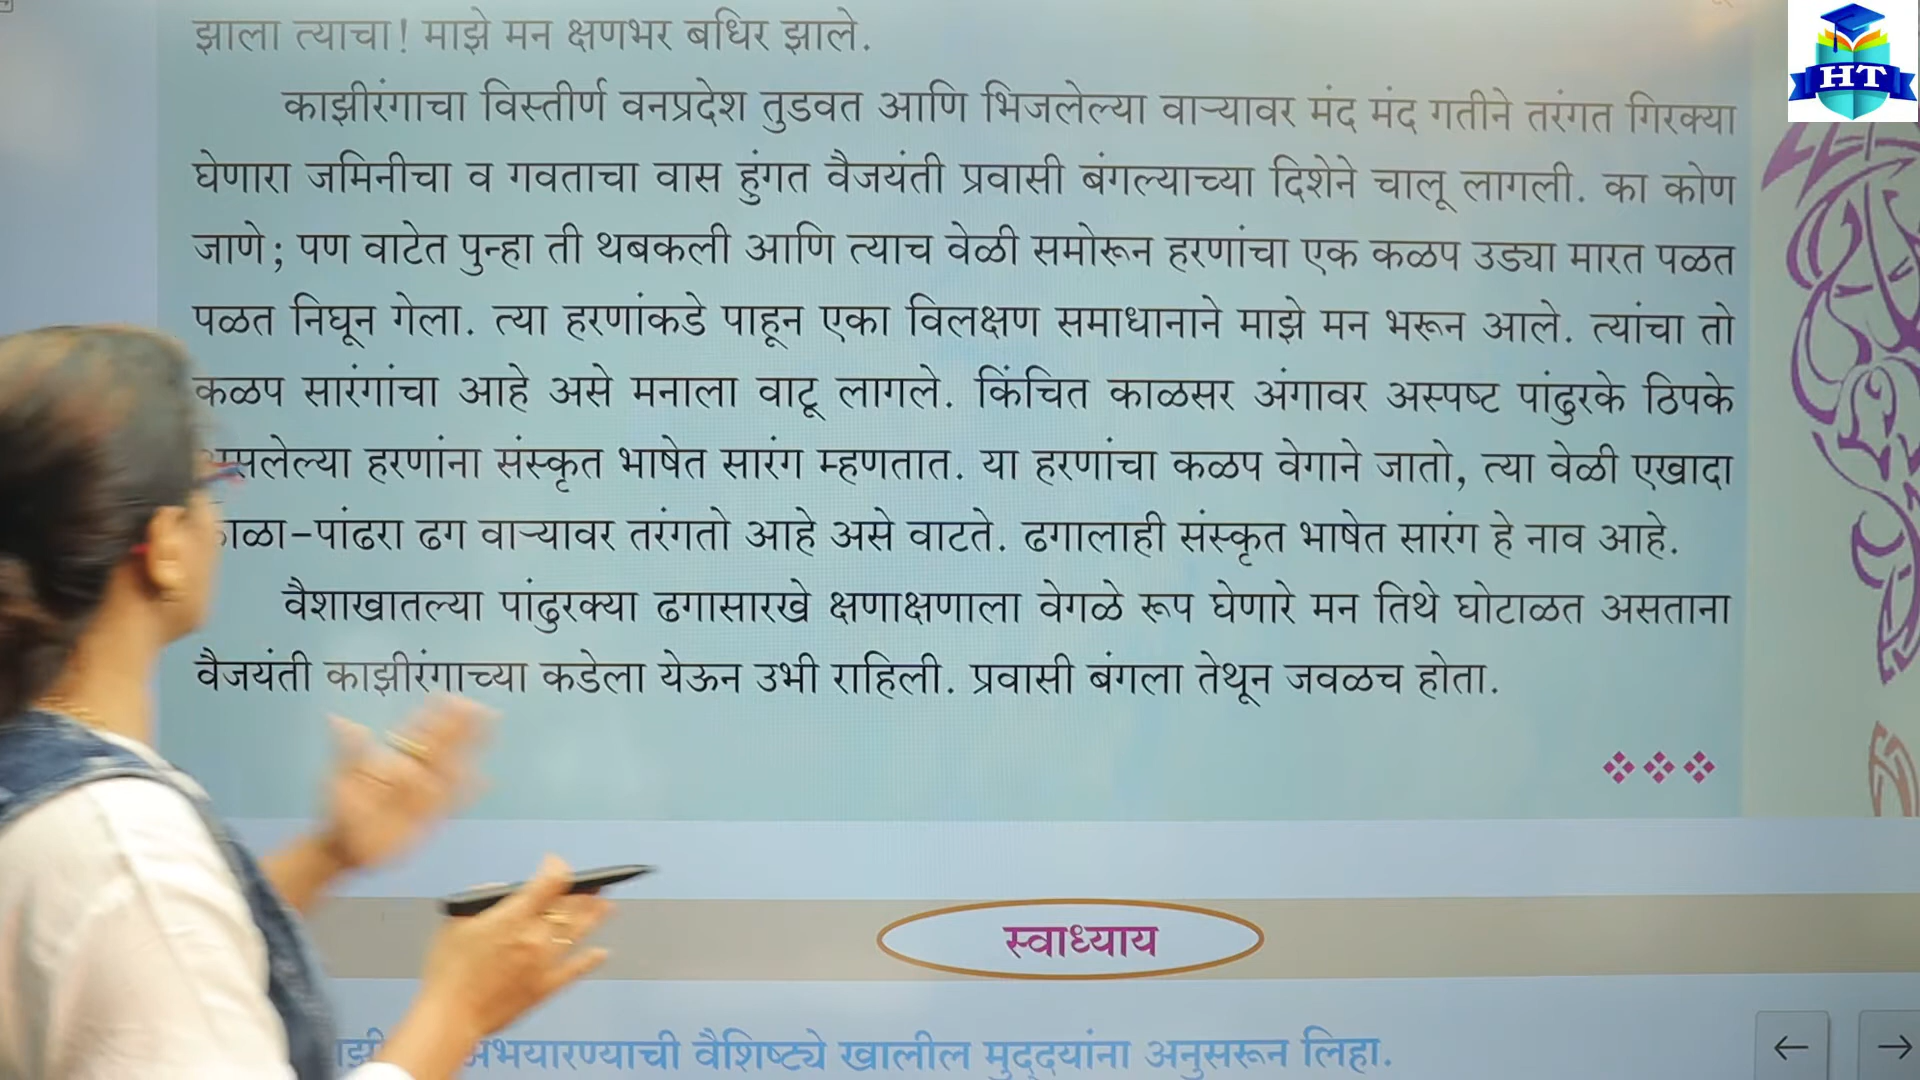 झाला त्याचा! माझे मन क्षणभर बधिर झाले.
HT
काझीरंगाचा विस्तीर्ण वनप्रदेश तुडवत आणि भिजलेल्या वाऱ्यावर मंद मंद गतीने तरंगत गिरक्या
घेणारा जमिनीचा व गवताचा वास हुंगत वैजयंती प्रवासी बंगल्याच्या दिशेने चालू लागली. का कोण
जाणे; पण वाटेत पुन्हा ती थबकली आणि त्याच वेळी समोरून हरणांचा एक कळप उड्या मारत पळत
पळत निघून गेला. त्या हरणांकडे पाहून एका विलक्षण समाधानाने माझे मन भरून आले. त्यांचा तो
कळप सारंगांचा आहे असे मनाला वाटू लागले. किंचित काळसर अंगावर अस्पष्ट पांढुरके ठिपके
हरणांना संस्कृत भाषेत सारंग म्हणतात. या हरणांचा कळप वेगाने जातो, त्या वेळी एखादा
पांढरा ढग वाऱ्यावर तरंगतो आहे असे वाटते. ढगालाही संस्कृत भाषेत सारंग हे नाव आहे.
वैशाखातल्या पांढुरक्या ढगासारखे क्षणाक्षणाला वेगळे रूप घेणारे मन तिथे घोटाळत असताना
वैजयंती काझीरंगाच्या कडेला येऊन उभी राहिली. प्रवासी बंगला तेथून जवळच होता.
स्वाध्याय
अभयारण्याची वैशिष्ट्ये खालील मुद्द्यांना अनुसरून लिहा.